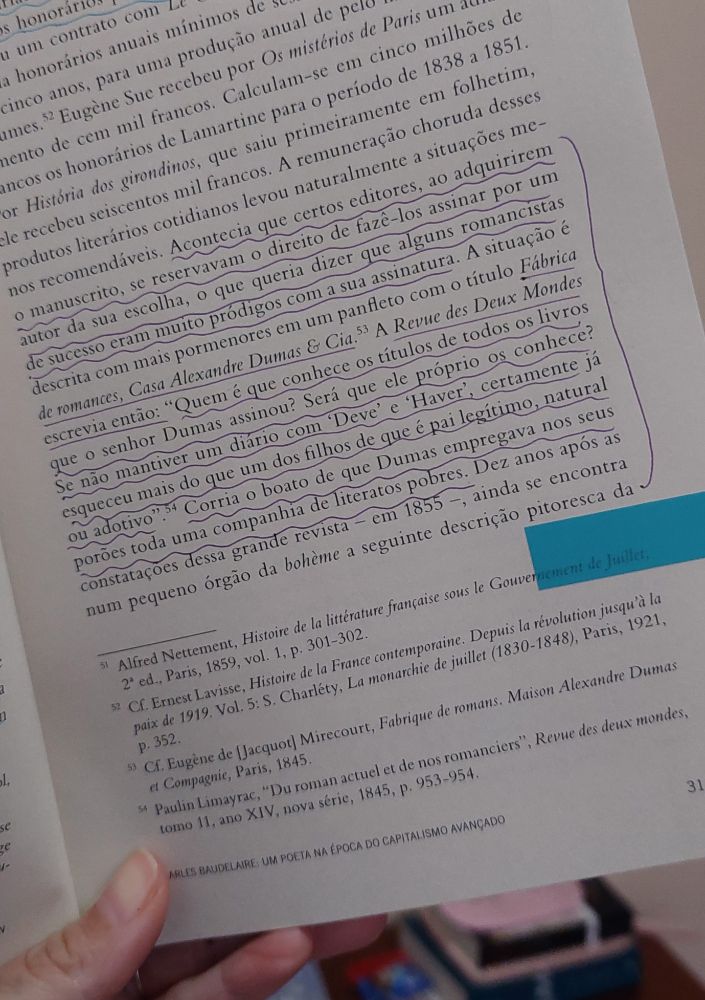 os honorários
u um contrato com Le
a honorários anuais mínimos de
cinco anos, para uma produção anual de pelo
umes.⁵² Eugène Sue recebeu por Os mistérios de Paris um
mento de cem mil francos. Calculam-se em cinco milhões de
ancos os honorários de Lamartine para o período de 1838 a 1851.
or História dos girondinos, que saiu primeiramente em folhetim,
ele recebeu seiscentos mil francos. A remuneração choruda desses
produtos literários cotidianos levou naturalmente a situações me-
nos recomendáveis. Acontecia que certos editores, ao adquirirem
o manuscrito, se reservavam o direito de fazê-los assinar por um
autor da sua escolha, o que queria dizer que alguns romancistas
de sucesso eram muito pródigos com a sua assinatura. A situação é
descrita com mais pormenores em um panfleto com o título Fábrica
de romances, Casa Alexandre Dumas & Cia.⁵³ A Revue des Deux Mondes
escrevia então: “Quem é que conhece os títulos de todos os livros
que o senhor Dumas assinou? Será que ele próprio os conhece?
Se não mantiver um diário com ‘Deve’ e ‘Haver’, certamente já
esqueceu mais do que um dos filhos de que é pai legítimo, natural
ou adotivo”.⁵⁴ Corria o boato de que Dumas empregava nos seus
porões toda uma companhia de literatos pobres. Dez anos após as
constatações dessa grande revista – em 1855 –, ainda se encontra
num pequeno órgão da bohème a seguinte descrição pitoresca da
⁵¹ Alfred Nettement, Histoire de la littérature française sous le Gouvernement de Juillet,
2ª ed., Paris, 1859, vol. 1, p. 301-302.
⁵² Cf. Ernest Lavisse, Histoire de la France contemporaine. Depuis la révolution jusqu’à la
paix de 1919. Vol. 5: S. Charléty, La monarchie de juillet (1830-1848), Paris, 1921,
p. 352.
⁵³ Cf. Eugène de [Jacquot] Mirecourt, Fabrique de romans. Maison Alexandre Dumas
et Compagnie, Paris, 1845.
⁵⁴ Paulin Limayrac, “Du roman actuel et de nos romanciers”, Revue des deux mondes,
tomo 11, ano XIV, nova série, 1845, p. 953-954.
ARLES BAUDELAIRE: UM POETA NA ÉPOCA DO CAPITALISMO AVANÇADO
31